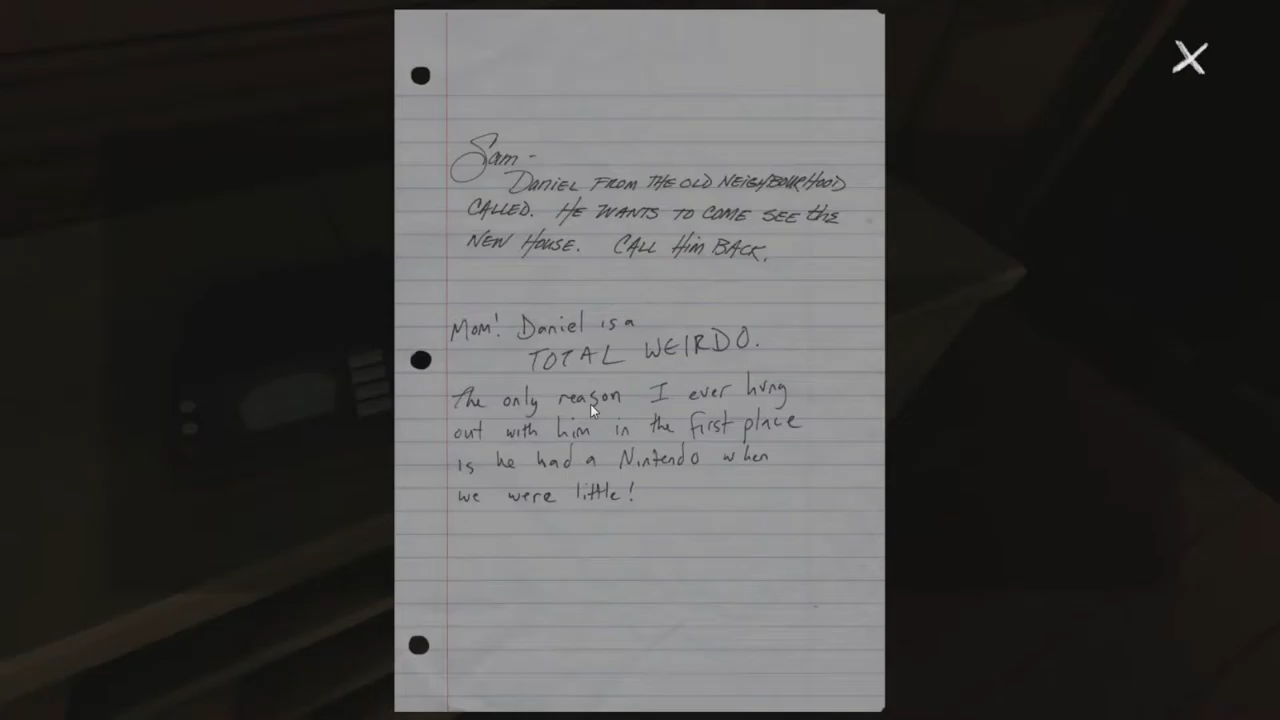 Sam -
DANIEL FROM THE OLD NEIGHBOURHOOD
CALLED. HE WANTS TO COME SEE the
NEW HOUSE. CALL HIM BACK.
Mom! Daniel is a
TOTAL WEIRDO.
The only reason I ever hung
out with him in the first place
is he had a Nintendo when
we were little!